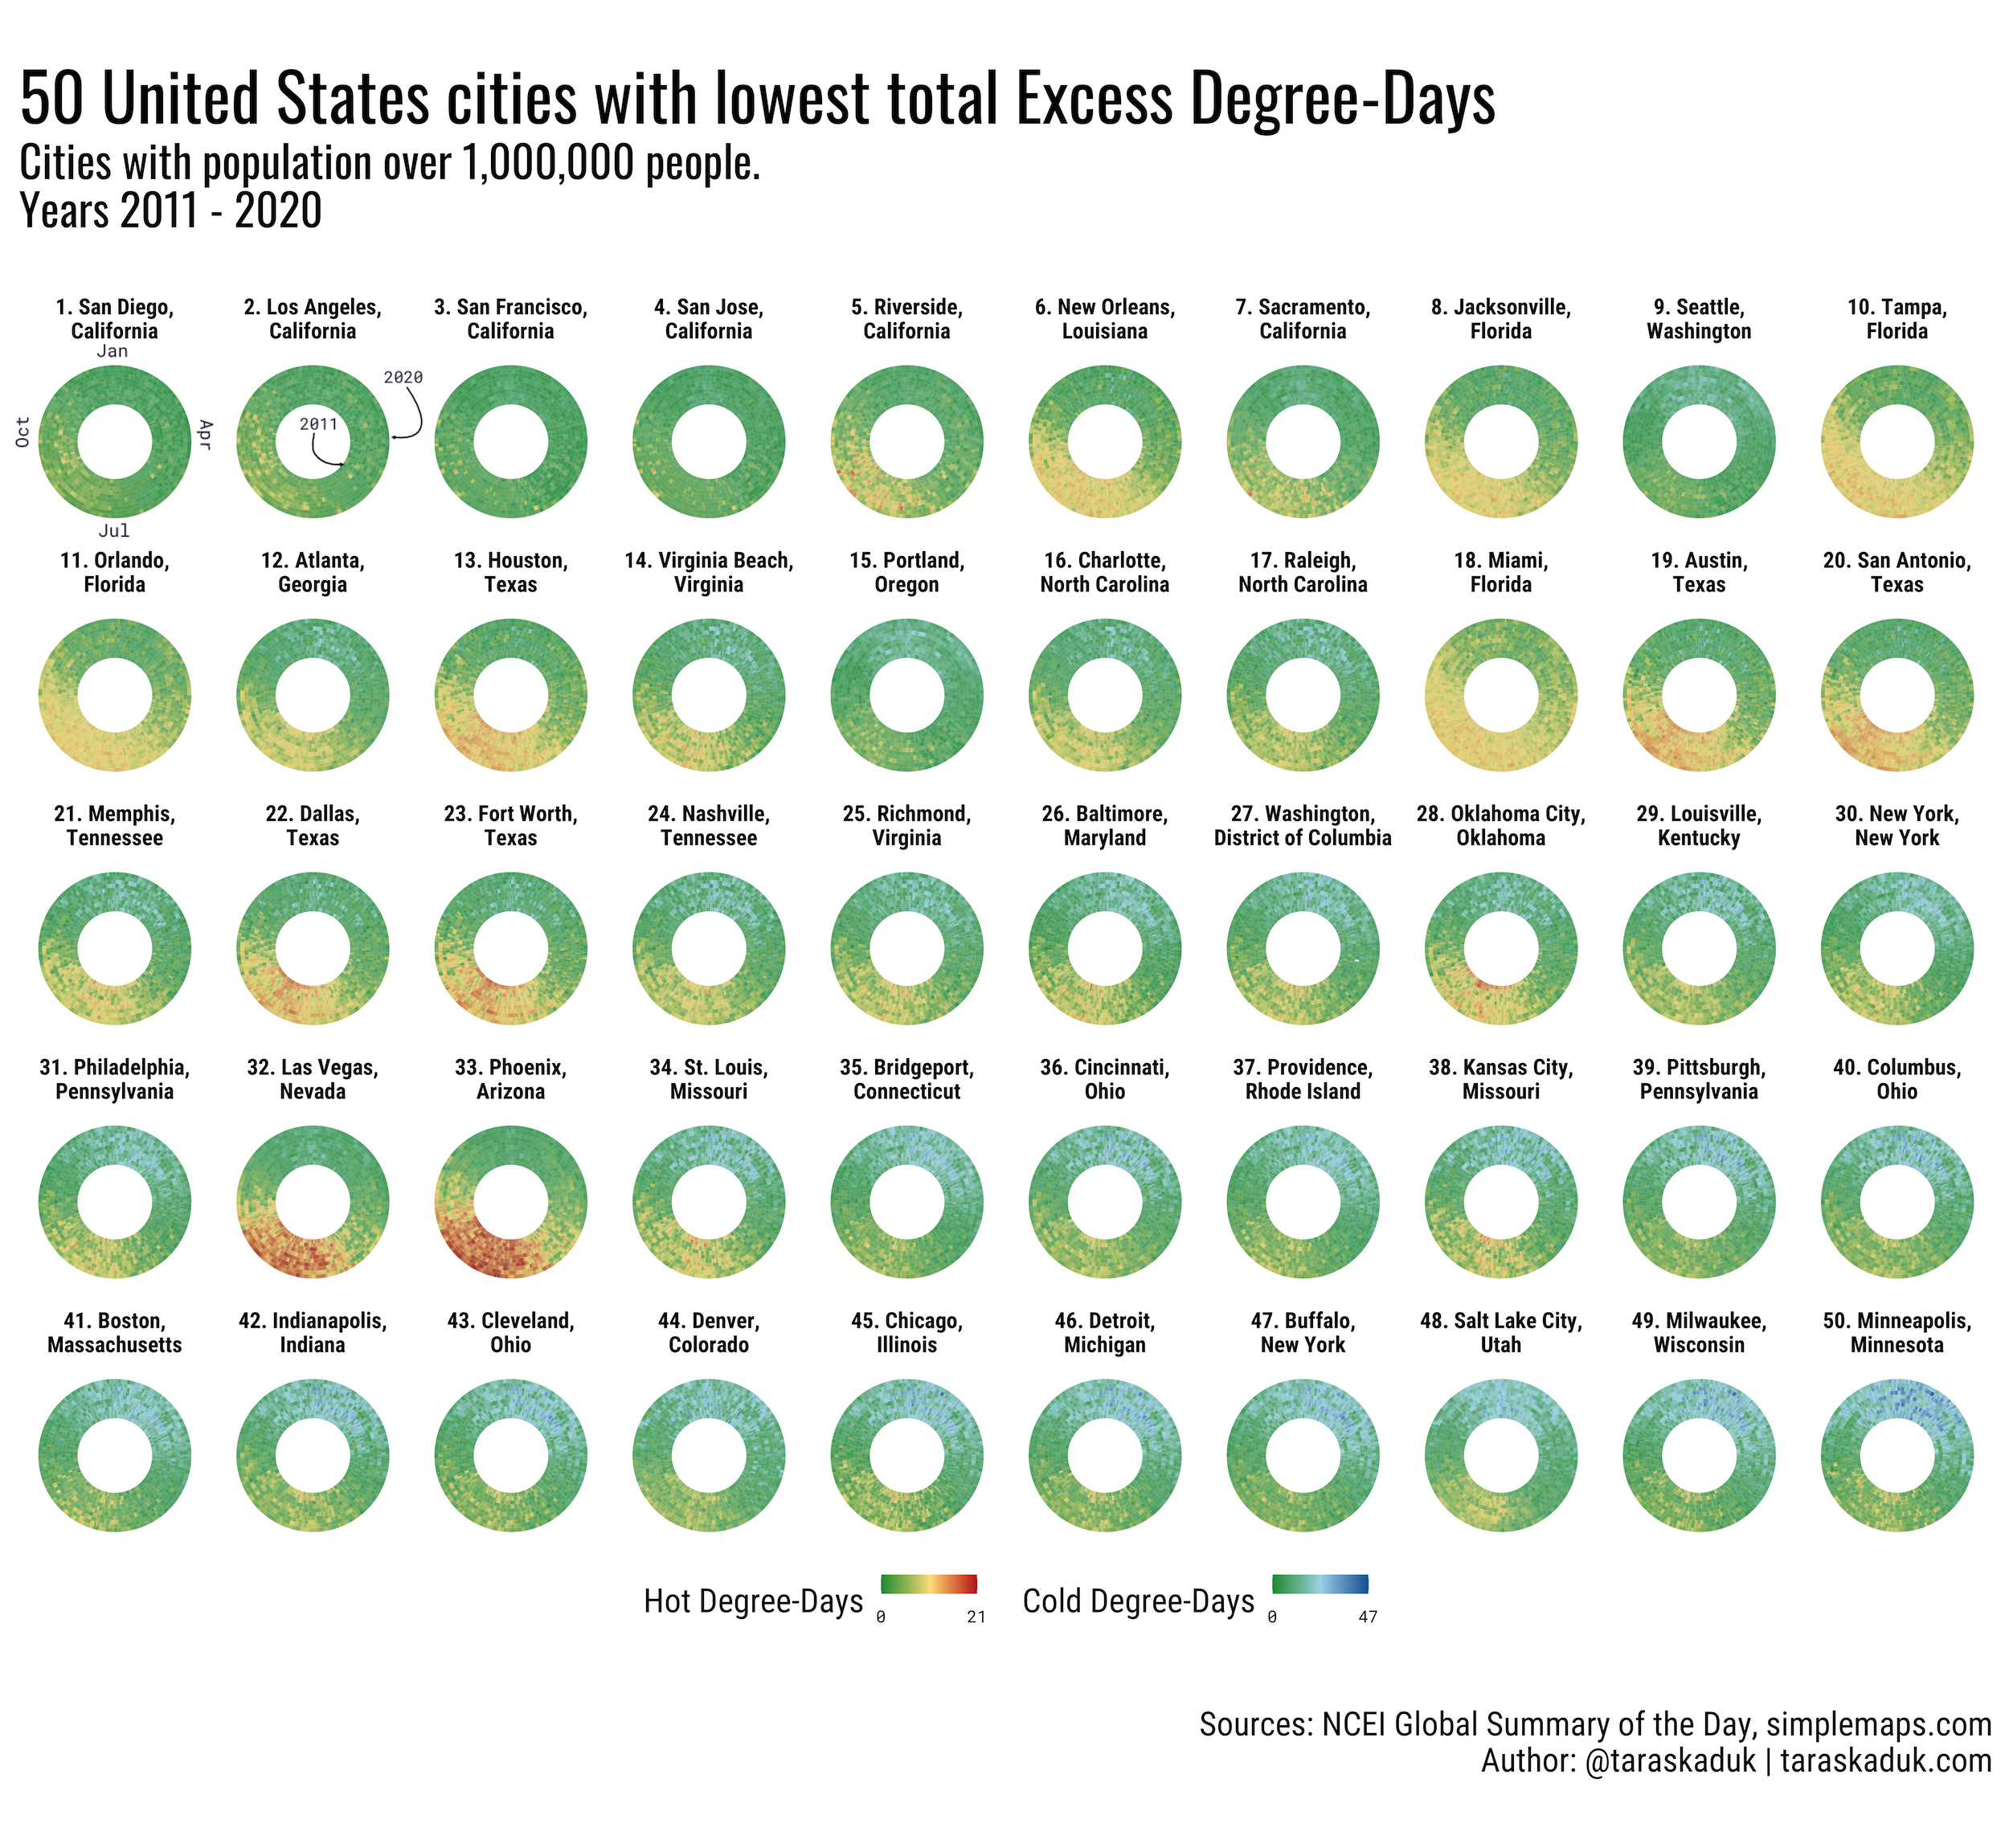 50 United States cities with lowest total Excess Degree-Days
Cities with population over 1,000,000 people.
Years 2011 - 2020
1. San Diego,
California
2. Los Angeles,
California
3. San Francisco,
California
4. San Jose,
California
5. Riverside,
California
6. New Orleans,
Louisiana
7. Sacramento,
California
8. Jacksonville,
Florida
9. Seattle,
Washington
10. Tampa,
Florida
Jan
Apr
Jul
Oct
2011
2020
11. Orlando,
Florida
12. Atlanta,
Georgia
13. Houston,
Texas
14. Virginia Beach,
Virginia
15. Portland,
Oregon
16. Charlotte,
North Carolina
17. Raleigh,
North Carolina
18. Miami,
Florida
19. Austin,
Texas
20. San Antonio,
Texas
21. Memphis,
Tennessee
22. Dallas,
Texas
23. Fort Worth,
Texas
24. Nashville,
Tennessee
25. Richmond,
Virginia
26. Baltimore,
Maryland
27. Washington,
District of Columbia
28. Oklahoma City,
Oklahoma
29. Louisville,
Kentucky
30. New York,
New York
31. Philadelphia,
Pennsylvania
32. Las Vegas,
Nevada
33. Phoenix,
Arizona
34. St. Louis,
Missouri
35. Bridgeport,
Connecticut
36. Cincinnati,
Ohio
37. Providence,
Rhode Island
38. Kansas City,
Missouri
39. Pittsburgh,
Pennsylvania
40. Columbus,
Ohio
41. Boston,
Massachusetts
42. Indianapolis,
Indiana
43. Cleveland,
Ohio
44. Denver,
Colorado
45. Chicago,
Illinois
46. Detroit,
Michigan
47. Buffalo,
New York
48. Salt Lake City,
Utah
49. Milwaukee,
Wisconsin
50. Minneapolis,
Minnesota
Hot Degree-Days
0 21
Cold Degree-Days
0 47
Sources: NCEI Global Summary of the Day, simplemaps.com
Author: @taraskaduk | taraskaduk.com